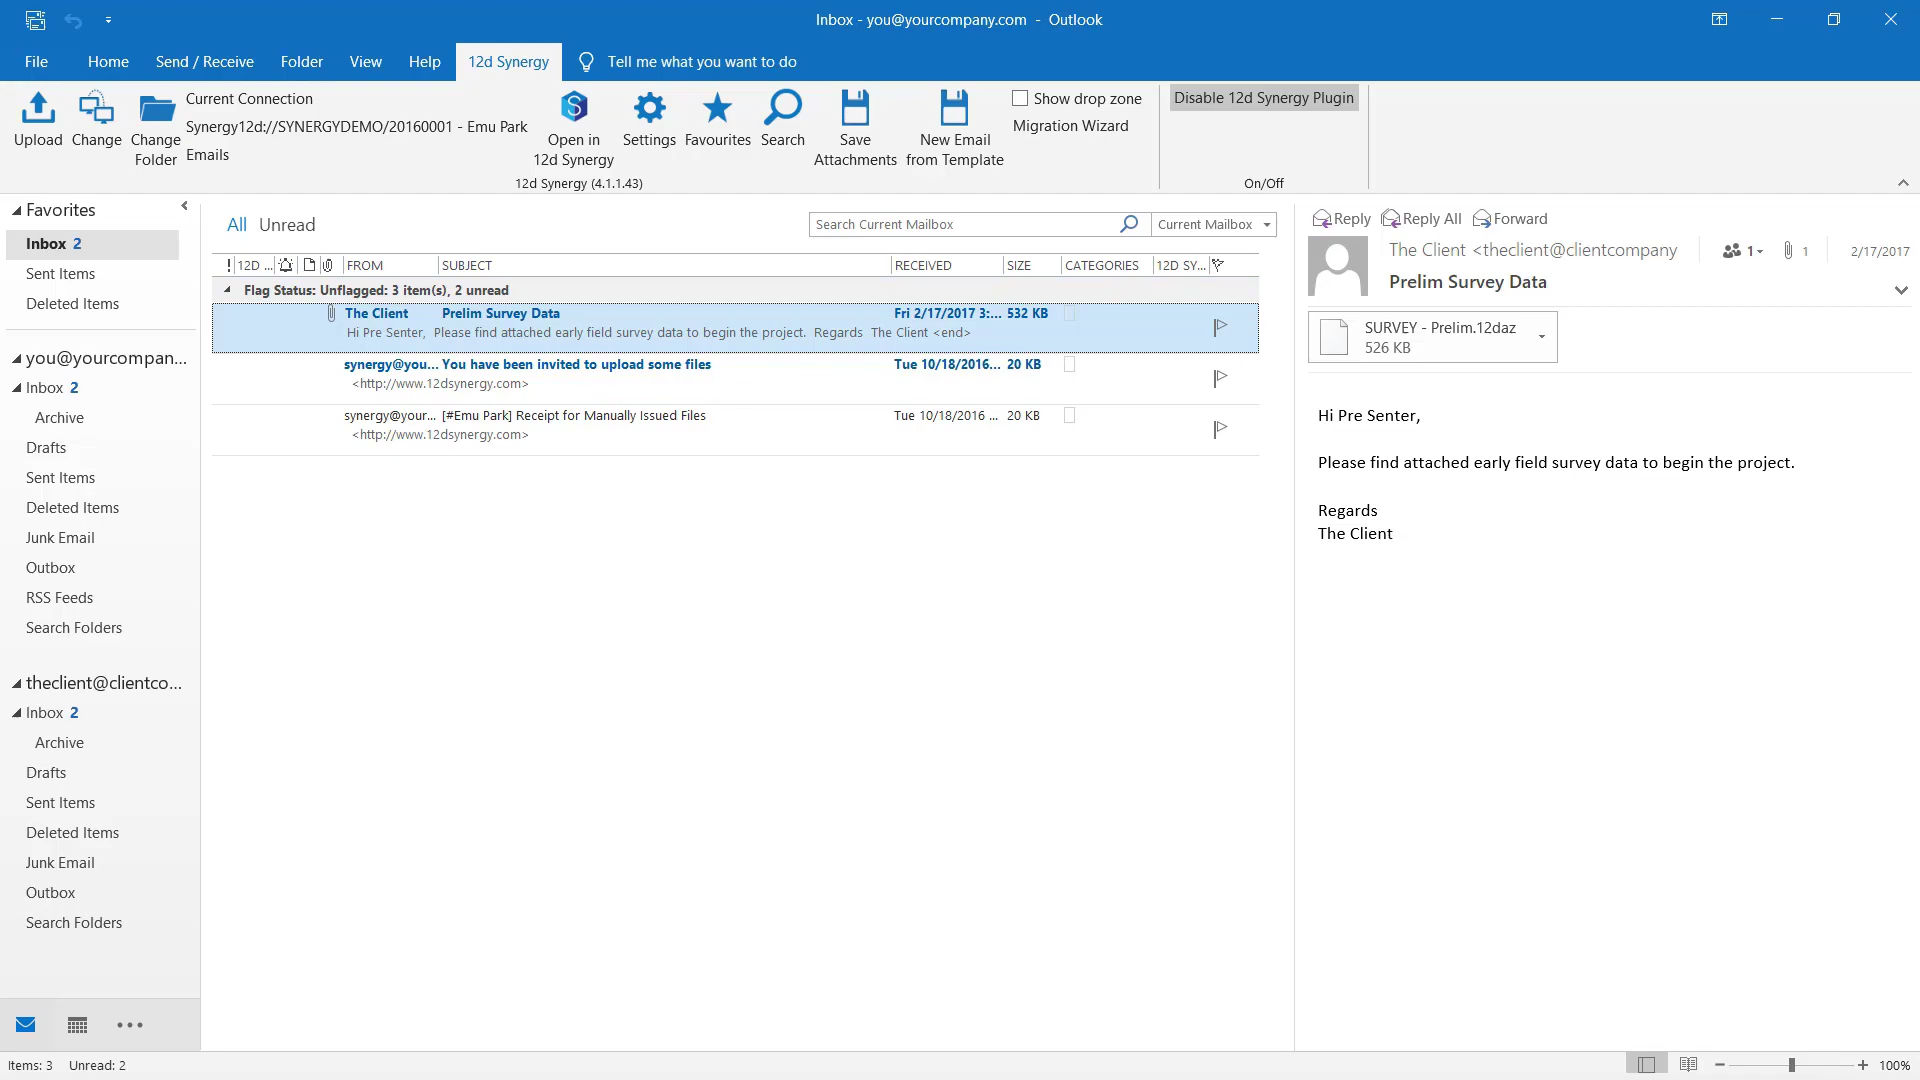 Inbox - you@yourcompany.com - Outlook
File Home Send / Receive Folder View Help 12d Synergy Tell me what you want to do
Upload
Change
Change Folder
Current Connection
Synergy12d://SYNERGYDEMO/20160001 - Emu Park
Emails
Open in 12d Synergy
Settings
Favourites
Search
Save Attachments
New Email from Template
Show drop zone
Migration Wizard
12d Synergy (4.1.1.43)
Disable 12d Synergy Plugin
On/Off
Favorites
Inbox 2
Sent Items
Deleted Items
you@yourcompan...
Inbox 2
Archive
Drafts
Sent Items
Deleted Items
Junk Email
Outbox
RSS Feeds
Search Folders
theclient@clientco...
Inbox 2
Archive
Drafts
Sent Items
Deleted Items
Junk Email
Outbox
Search Folders
All Unread
Search Current Mailbox
Current Mailbox
! 12D ... FROM SUBJECT RECEIVED SIZE CATEGORIES 12D SY...
Flag Status: Unflagged: 3 item(s), 2 unread
The Client Prelim Survey Data Fri 2/17/2017 3:... 532 KB
Hi Pre Senter, Please find attached early field survey data to begin the project. Regards The Client <end>
synergy@you... You have been invited to upload some files Tue 10/18/2016... 20 KB
<http://www.12dsynergy.com>
synergy@your... [#Emu Park] Receipt for Manually Issued Files Tue 10/18/2016 ... 20 KB
<http://www.12dsynergy.com>
Reply Reply All Forward
The Client <theclient@clientcompany
1
1
2/17/2017
Prelim Survey Data
SURVEY - Prelim.12daz
526 KB
Hi Pre Senter,
Please find attached early field survey data to begin the project.
Regards
The Client
Items: 3 Unread: 2
100%